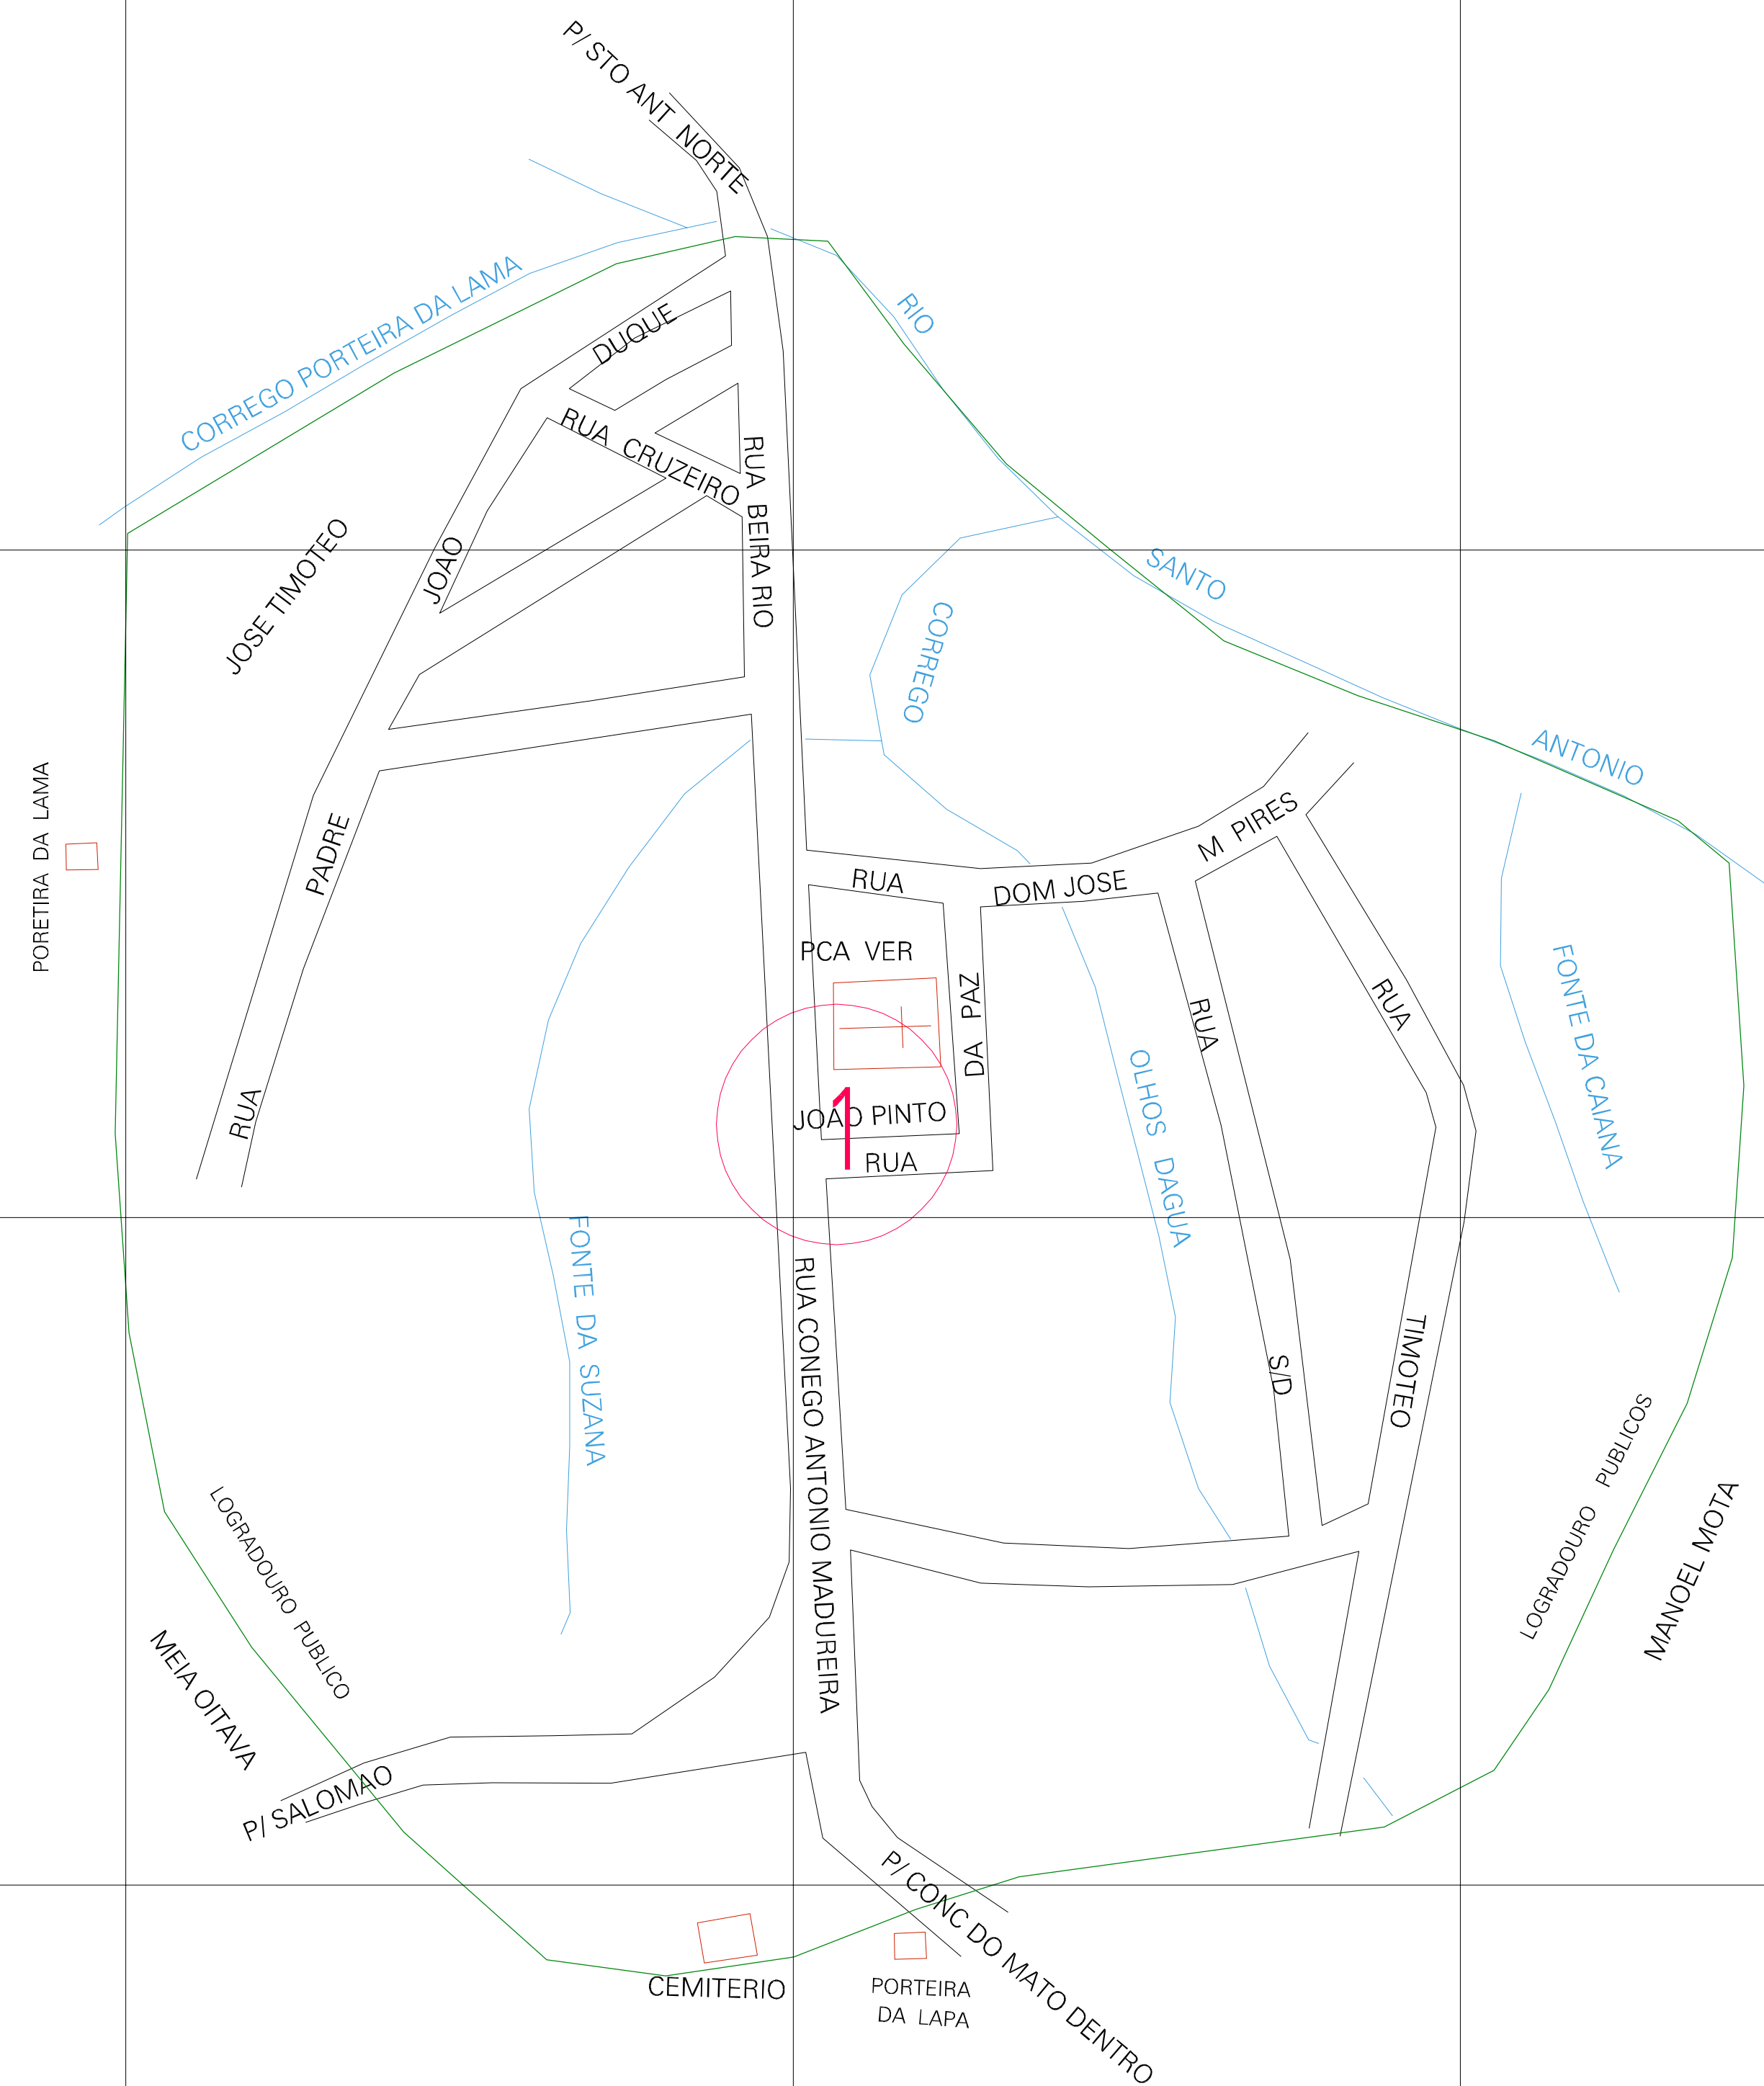 P/ STO ANT NORTE
CORREGO PORTEIRA DA LAMA
RIO
DUQUE
RUA CRUZEIRO
RUA BEIRA RIO
JOAO
JOSE TIMOTEO
SANTO
CORREGO
ANTONIO
PORETIRA DA LAMA
PADRE
M PIRES
RUA
DOM JOSE
PCA VER
DA PAZ
RUA
RUA
FONTE DA CAIANA
OLHOS DAGUA
RUA
1
JOAO PINTO
RUA
FONTE DA SUZANA
RUA CONEGO ANTONIO MADUREIRA
S/D
TIMOTEO
LOGRADOURO PUBLICOS
MANOEL MOTA
LOGRADOURO PUBLICO
MEIA OITAVA
P/ SALOMAO
P/ CONC DO MATO DENTRO
CEMITERIO
PORTEIRA
DA LAPA